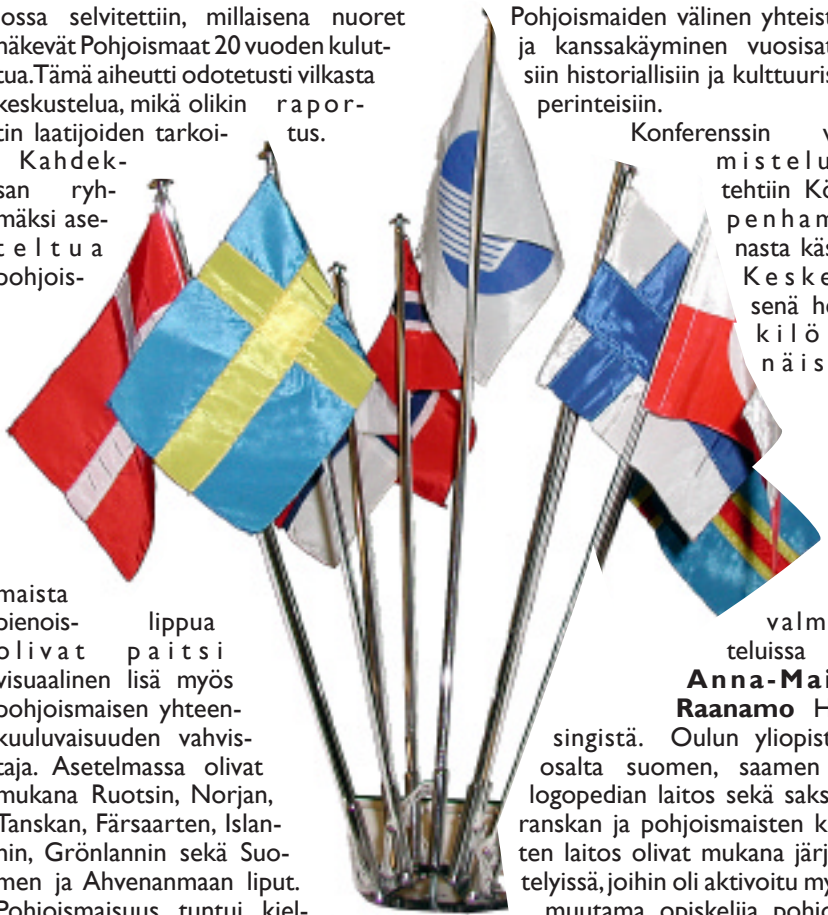 jossa selvitettiin, millaisena nuoret
näkevät Pohjoismaat 20 vuoden kulut-
tua. Tämä aiheutti odotetusti vilkasta
keskustelua, mikä olikin rapor-
tin laatijoiden tarkoi- tus.
Kahdek-
san ryh-
mäksi ase-
teltua
pohjois-
maista
pienois- lippua
olivat paitsi
visuaalinen lisä myös
pohjoismaisen yhteen-
kuuluvaisuuden vahvis-
taja. Asetelmassa olivat
mukana Ruotsin, Norjan,
Tanskan, Färsaarten, Islan-
nin, Grönlannin sekä Suo-
men ja Ahvenanmaan liput.
Pohjoismaisuus tuntui kiel-
Pohjoismaiden välinen yhteist
ja kanssakäyminen vuosisat
siin historiallisiin ja kulttuuris
perinteisiin.
Konferenssin v
mistelu
tehtiin Kö
penham
nasta käs
Keske
senä he
kilö
näis
valm
teluissa
Anna-Mai
Raanamo H
singistä. Oulun yliopist
osalta suomen, saamen
logopedian laitos sekä saks
ranskan ja pohjoismaisten k
ten laitos olivat mukana järj
telyissä, joihin oli aktivoitu my
muutama opiskelija pohjo